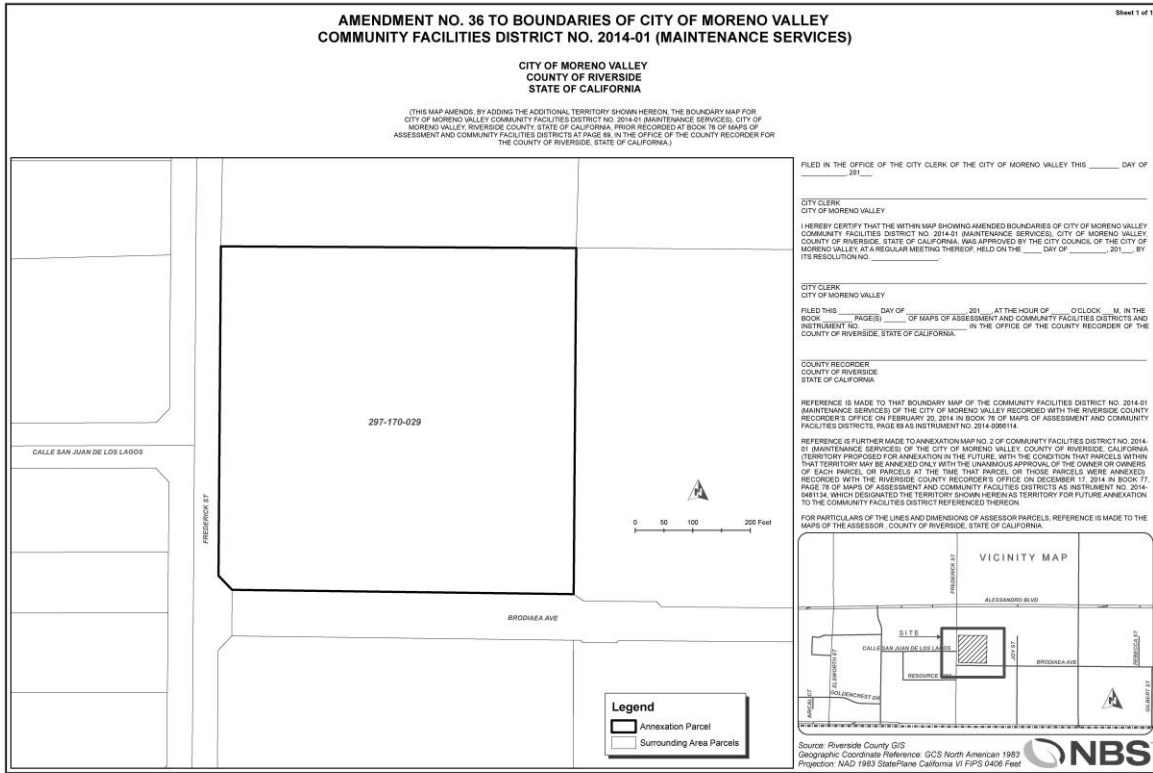 Sheet 1 of 1
AMENDMENT NO. 36 TO BOUNDARIES OF CITY OF MORENO VALLEY
COMMUNITY FACILITIES DISTRICT NO. 2014-01 (MAINTENANCE SERVICES)
CITY OF MORENO VALLEY
COUNTY OF RIVERSIDE
STATE OF CALIFORNIA
(THIS MAP AMENDS, BY ADDING THE ADDITIONAL TERRITORY SHOWN HEREON, THE BOUNDARY MAP FOR
CITY OF MORENO VALLEY COMMUNITY FACILITIES DISTRICT NO. 2014-01 (MAINTENANCE SERVICES), CITY OF
MORENO VALLEY, RIVERSIDE COUNTY, STATE OF CALIFORNIA, PRIOR RECORDED AT BOOK 76 OF MAPS OF
ASSESSMENT AND COMMUNITY FACILITIES DISTRICTS AT PAGE 69, IN THE OFFICE OF THE COUNTY RECORDER FOR
THE COUNTY OF RIVERSIDE, STATE OF CALIFORNIA.)
297-170-029
CALLE SAN JUAN DE LOS LAGOS
FREDERICK ST
BRODIAEA AVE
0 50 100 200 Feet
Legend
Annexation Parcel
Surrounding Area Parcels
FILED IN THE OFFICE OF THE CITY CLERK OF THE CITY OF MORENO VALLEY THIS _______ DAY OF
___________, 201___.
CITY CLERK
CITY OF MORENO VALLEY
I HEREBY CERTIFY THAT THE WITHIN MAP SHOWING AMENDED BOUNDARIES OF CITY OF MORENO VALLEY
COMMUNITY FACILITIES DISTRICT NO. 2014-01 (MAINTENANCE SERVICES), CITY OF MORENO VALLEY,
COUNTY OF RIVERSIDE, STATE OF CALIFORNIA, WAS APPROVED BY THE CITY COUNCIL OF THE CITY OF
MORENO VALLEY, AT A REGULAR MEETING THEREOF, HELD ON THE _____ DAY OF __________, 201___, BY
ITS RESOLUTION NO. ________________.
CITY CLERK
CITY OF MORENO VALLEY
FILED THIS __________ DAY OF _________, 201___, AT THE HOUR OF _____ O'CLOCK ___M, IN THE
BOOK _______ PAGE(S) ______ OF MAPS OF ASSESSMENT AND COMMUNITY FACILITIES DISTRICTS AND
INSTRUMENT NO. ________________________ IN THE OFFICE OF THE COUNTY RECORDER OF THE
COUNTY OF RIVERSIDE, STATE OF CALIFORNIA.
COUNTY RECORDER
COUNTY OF RIVERSIDE
STATE OF CALIFORNIA
REFERENCE IS MADE TO THAT BOUNDARY MAP OF THE COMMUNITY FACILITIES DISTRICT NO. 2014-01
(MAINTENANCE SERVICES) OF THE CITY OF MORENO VALLEY RECORDED WITH THE RIVERSIDE COUNTY
RECORDER'S OFFICE ON FEBRUARY 20, 2014 IN BOOK 76 OF MAPS OF ASSESSMENT AND COMMUNITY
FACILITIES DISTRICTS, PAGE 69 AS INSTRUMENT NO. 2014-0066114.
REFERENCE IS FURTHER MADE TO ANNEXATION MAP NO. 2 OF COMMUNITY FACILITIES DISTRICT NO. 2014-
01 (MAINTENANCE SERVICES) OF THE CITY OF MORENO VALLEY, COUNTY OF RIVERSIDE, CALIFORNIA
(TERRITORY PROPOSED FOR ANNEXATION IN THE FUTURE, WITH THE CONDITION THAT PARCELS WITHIN
THAT TERRITORY MAY BE ANNEXED ONLY WITH THE UNANIMOUS APPROVAL OF THE OWNER OR OWNERS
OF EACH PARCEL OR PARCELS AT THE TIME THAT PARCEL OR THOSE PARCELS WERE ANNEXED)
RECORDED WITH THE RIVERSIDE COUNTY RECORDER'S OFFICE ON DECEMBER 17, 2014 IN BOOK 77,
PAGE 78 OF MAPS OF ASSESSMENT AND COMMUNITY FACILITIES DISTRICTS AS INSTRUMENT NO. 2014-
0481134, WHICH DESIGNATED THE TERRITORY SHOWN HEREIN AS TERRITORY FOR FUTURE ANNEXATION
TO THE COMMUNITY FACILITIES DISTRICT REFERENCED THEREON.
FOR PARTICULARS OF THE LINES AND DIMENSIONS OF ASSESSOR PARCELS, REFERENCE IS MADE TO THE
MAPS OF THE ASSESSOR , COUNTY OF RIVERSIDE, STATE OF CALIFORNIA.
VICINITY MAP
FREDERICK ST
ALESSANDRO BLVD
SITE
CALLE SAN JUAN DE LOS LAGOS
JOY ST
BRODIAEA AVE
REBECCA ST
ELSWORTH ST
RESOURCE
GOLDENCREST DR
ARICAL CT
GILBERT ST
Source: Riverside County GIS
Geographic Coordinate Reference: GCS North American 1983
Projection: NAD 1983 StatePlane California VI FIPS 0406 Feet
NBS